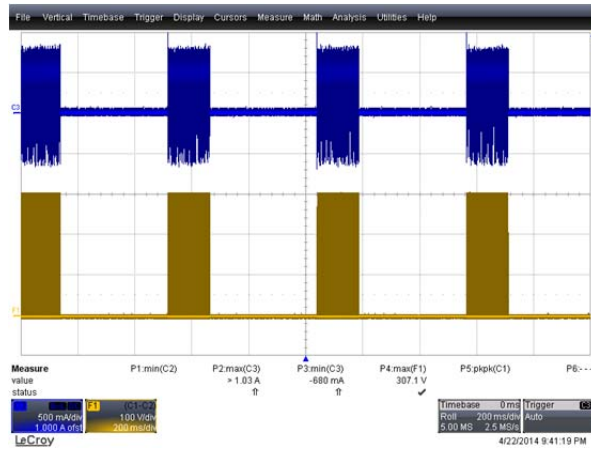 File Vertical Timebase Trigger Display Cursors Measure Math Analysis Utilities Help
C3
F1
Measure P1:min(C2) P2:max(C3) P3:min(C3) P4:max(F1) P5:pkpk(C1) P6:- - -
value > 1.03 A -680 mA 307.1 V
status
F1 (C1-C2)
500 mA/div 100 V/div
1.000 A ofst 200 ms/div
Timebase 0 ms Trigger C3
Roll 200 ms/div Auto
5.00 MS 2.5 MS/s
LeCroy 4/22/2014 9:41:19 PM